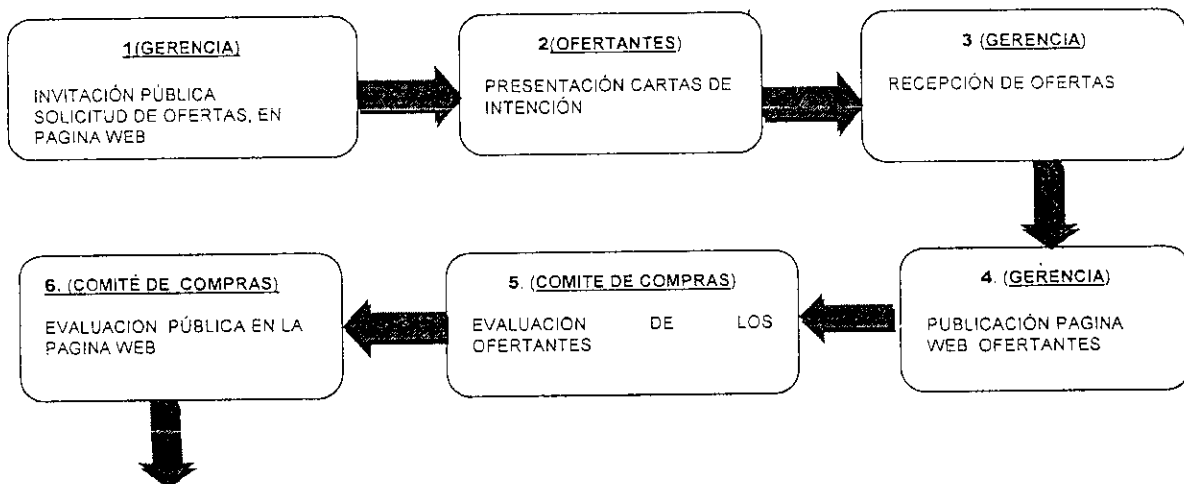 1(GERENCIA)
INVITACIÓN PÚBLICA
SOLICITUD DE OFERTAS, EN
PAGINA WEB
2(OFERTANTES)
PRESENTACIÓN CARTAS DE
INTENCIÓN
3 (GERENCIA)
RECEPCIÓN DE OFERTAS
4. (GERENCIA)
PUBLICACIÓN PAGINA
WEB OFERTANTES
5. (COMITE DE COMPRAS)
EVALUACION DE LOS
OFERTANTES
6. (COMITÉ DE COMPRAS)
EVALUACION PÚBLICA EN LA
PAGINA WEB